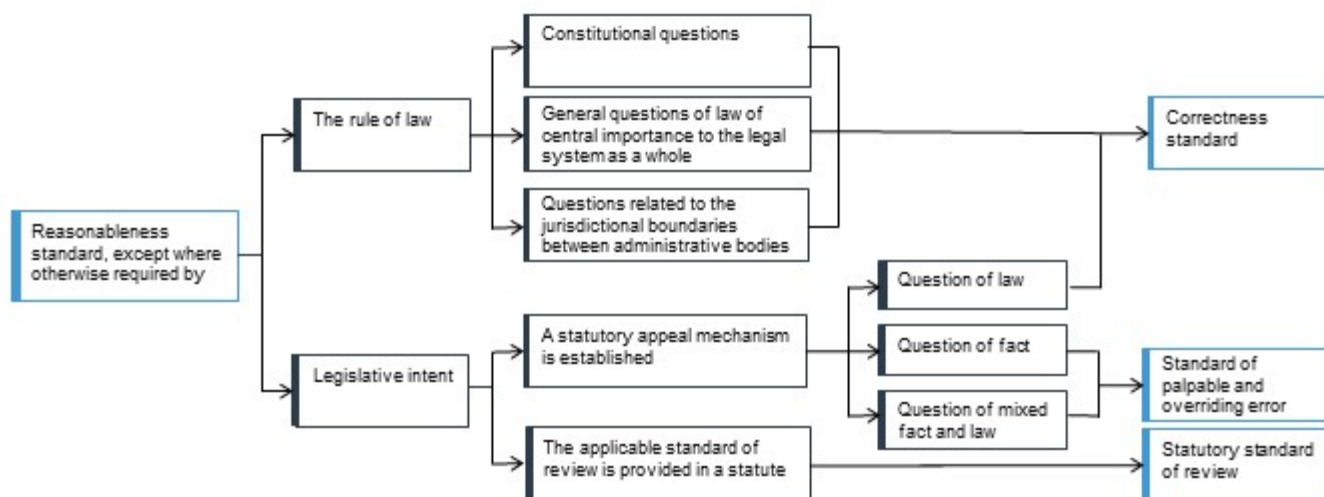 Constitutional questions
The rule of law
General questions of law of
central importance to the legal
system as a whole
Correctness
standard
Questions related to the
jurisdictional boundaries
between administrative bodies
Reasonableness
standard, except where
otherwise required by
Question of law
A statutory appeal mechanism
is established
Question of fact
Legislative intent
Standard of
palpable and
overriding error
Question of mixed
fact and law
The applicable standard of
review is provided in a statute
Statutory standard
of review